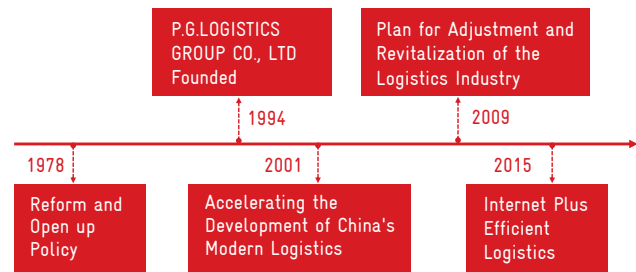 P.G.LOGISTICS
GROUP CO., LTD
Founded
Plan for Adjustment and
Revitalization of the
Logistics Industry
1994
2009
1978
2001
2015
Reform and
Open up
Policy
Accelerating the
Development of China's
Modern Logistics
Internet Plus
Efficient
Logistics